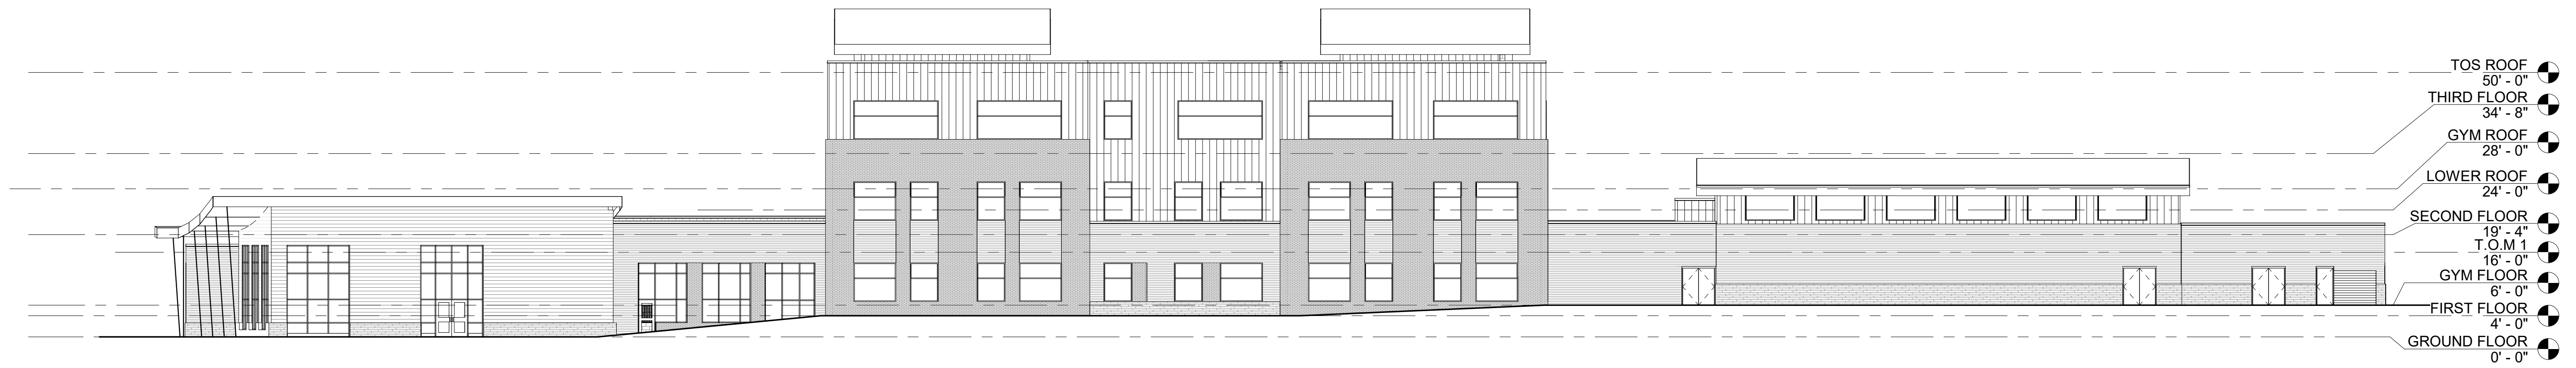 TOS ROOF
50' - 0"
THIRD FLOOR
34' - 8"
GYM ROOF
28' - 0"
LOWER ROOF
24' - 0"
SECOND FLOOR
19' - 4"
T.O.M 1
16' - 0"
GYM FLOOR
6' - 0"
FIRST FLOOR
4' - 0"
GROUND FLOOR
0' - 0"